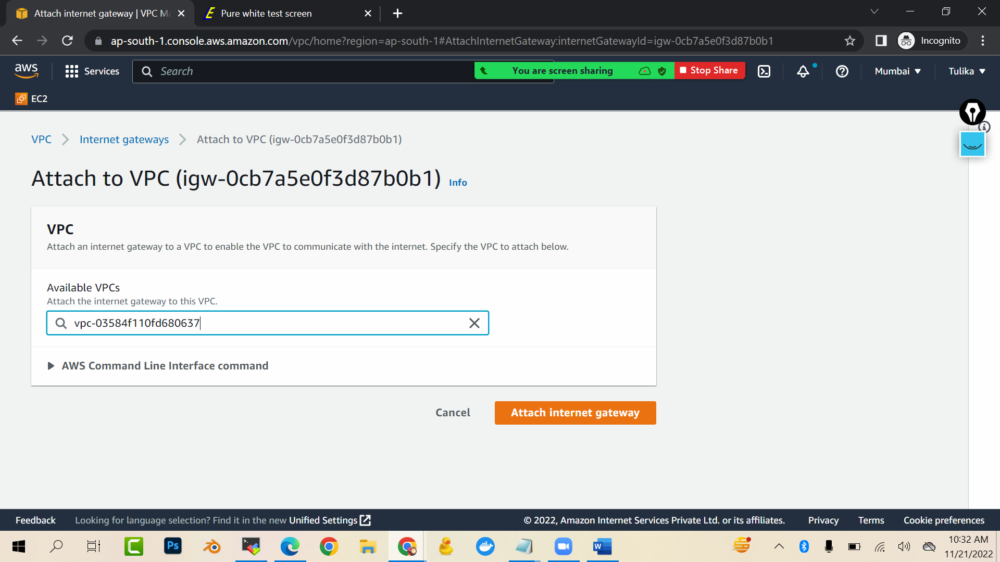 Attach internet gateway | VPC Ma
Pure white test screen
ap-south-1.console.aws.amazon.com/vpc/home?region=ap-south-1#AttachInternetGateway:internetGatewayId=igw-0cb7a5e0f3d87b0b1
Incognito
aws
Services
Search
You are screen sharing
Stop Share
Mumbai
Tulika
EC2
VPC
Internet gateways
Attach to VPC (igw-0cb7a5e0f3d87b0b1)
Attach to VPC (igw-0cb7a5e0f3d87b0b1) Info
VPC
Attach an internet gateway to a VPC to enable the VPC to communicate with the internet. Specify the VPC to attach below.
Available VPCs
Attach the internet gateway to this VPC.
vpc-03584f110fd680637
AWS Command Line Interface command
Cancel
Attach internet gateway
Feedback
Looking for language selection? Find it in the new Unified Settings
© 2022, Amazon Internet Services Private Ltd. or its affiliates.
Privacy
Terms
Cookie preferences
Ps
W
10:32 AM
11/21/2022